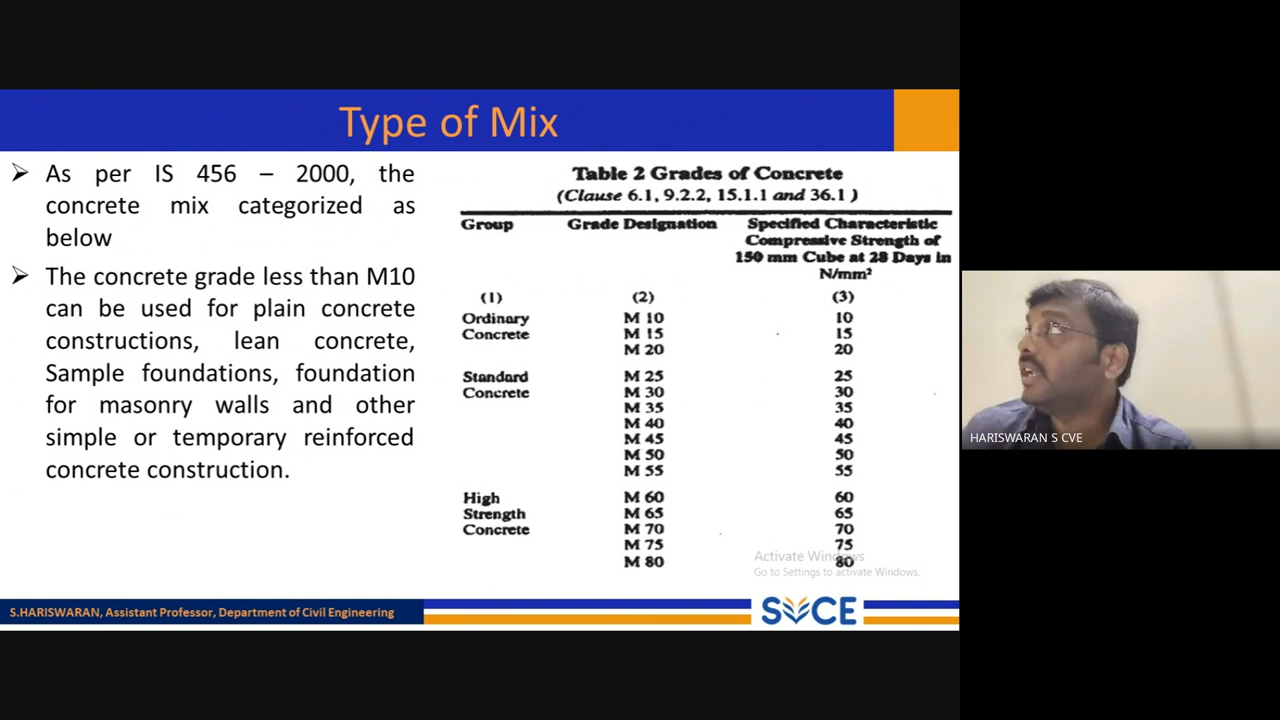 Type of Mix
➢ As per IS 456 – 2000, the
concrete mix categorized as
below
➢ The concrete grade less than M10
can be used for plain concrete
constructions, lean concrete,
Sample foundations, foundation
for masonry walls and other
simple or temporary reinforced
concrete construction.
Table 2 Grades of Concrete
(Clause 6.1, 9.2.2, 15.1.1 and 36.1 )
Group Grade Designation Specified Characteristic
Compressive Strength of
150 mm Cube at 28 Days in
N/mm²
(1) (2) (3)
Ordinary M 10 10
Concrete M 15 15
M 20 20
Standard M 25 25
Concrete M 30 30
M 35 35
M 40 40
M 45 45
M 50 50
M 55 55
High M 60 60
Strength M 65 65
Concrete M 70 70
M 75 75
M 80 80
Activate Windows
Go to Settings to activate Windows.
S.HARISWARAN, Assistant Professor, Department of Civil Engineering
SVCE
HARISWARAN S CVE